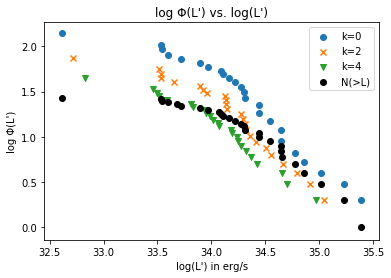 log Φ(L') vs. log(L')
k=0
k=2
k=4
N(>L)
log Φ(L')
2.0
1.5
1.0
0.5
0.0
32.5 33.0 33.5 34.0 34.5 35.0 35.5
log(L') in erg/s